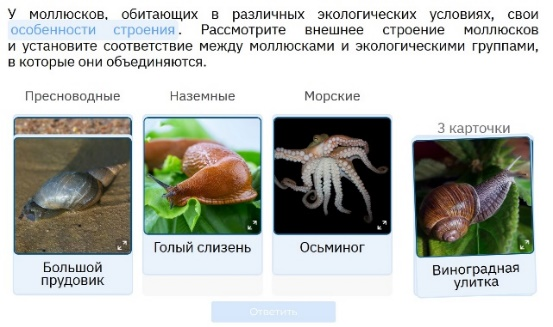 У моллюсков, обитающих в различных экологических условиях, свои
особенности строения. Рассмотрите внешнее строение моллюсков
и установите соответствие между моллюсками и экологическими группами,
в которые они объединяются.
Пресноводные
Наземные
Морские
3 карточки
Большой
прудовик
Голый слизень
Осьминог
Виноградная
улитка
Ответить